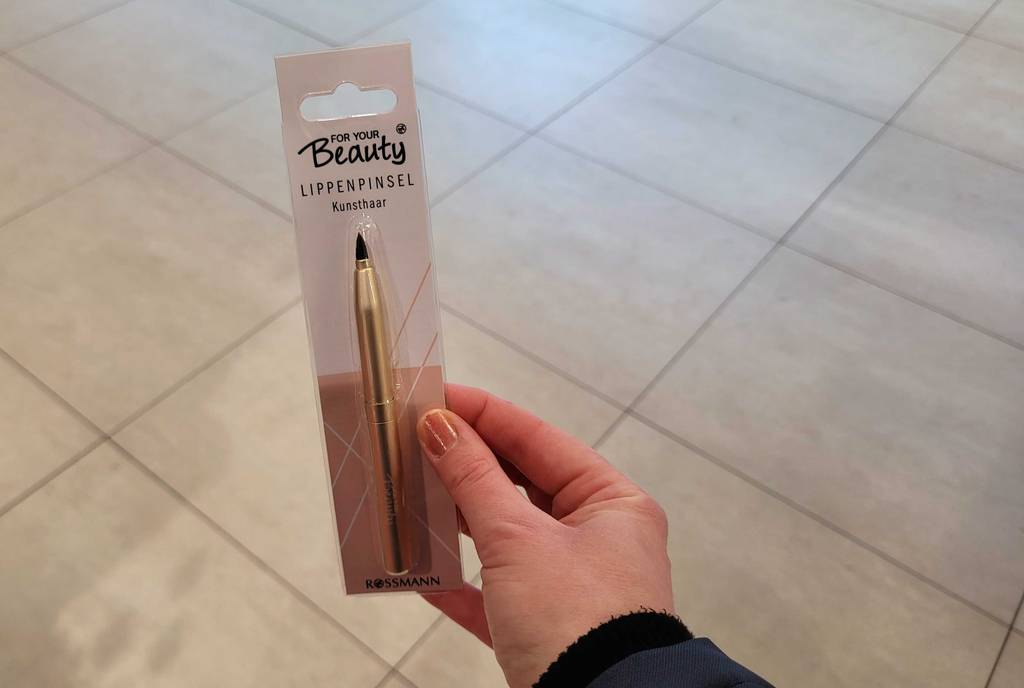 FOR YOUR
Beauty
LIPPENPINSEL
Kunsthaar
ROSSMANN